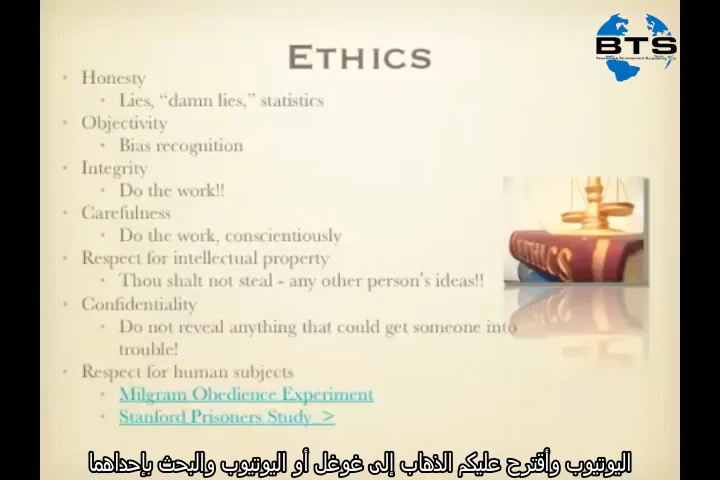 ETHICS
BTS
• Honesty
• Lies, “damn lies,” statistics
• Objectivity
• Bias recognition
• Integrity
• Do the work!!
• Carefulness
• Do the work, conscientiously
• Respect for intellectual property
• Thou shalt not steal - any other person's ideas!!
• Confidentiality
• Do not reveal anything that could get someone into
trouble!
• Respect for human subjects
• Milgram Obedience Experiment
• Stanford Prisoners Study >
ETHICS
اليوتيوب وأقترح عليكم الذهاب إلى غوغل أو اليوتيوب والبحث بإحداهما